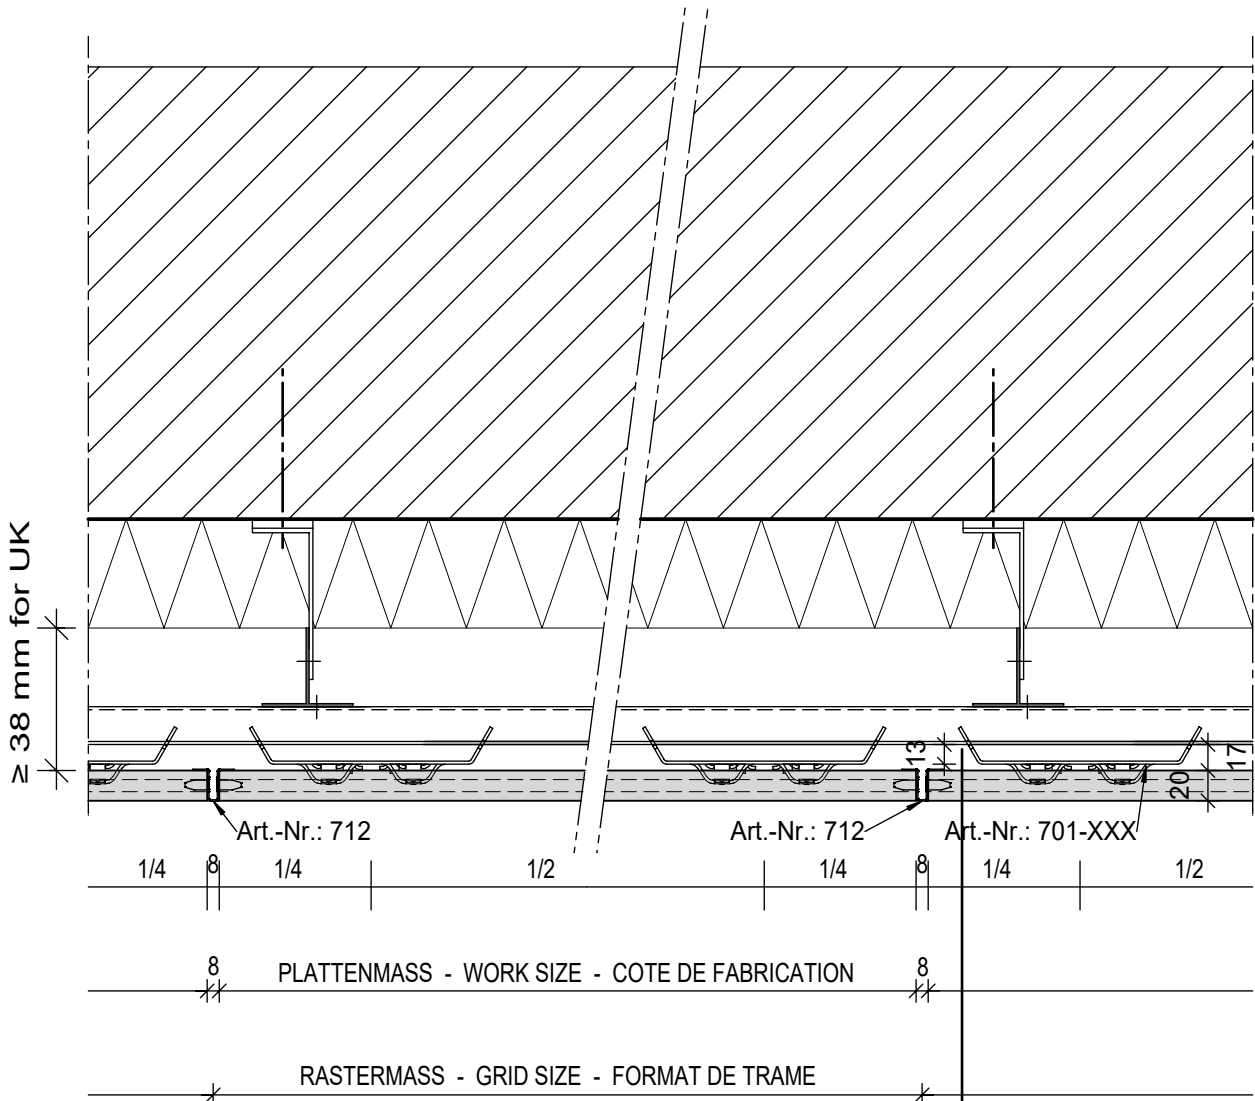 ≥ 38 mm for UK
13
17
20
Art.-Nr.: 712
Art.-Nr.: 712
Art.-Nr.: 701-XXX
1/4 8 1/4 1/2 1/4 8 1/4 1/2
8 PLATTENMASS - WORK SIZE - COTE DE FABRICATION 8
RASTERMASS - GRID SIZE - FORMAT DE TRAME